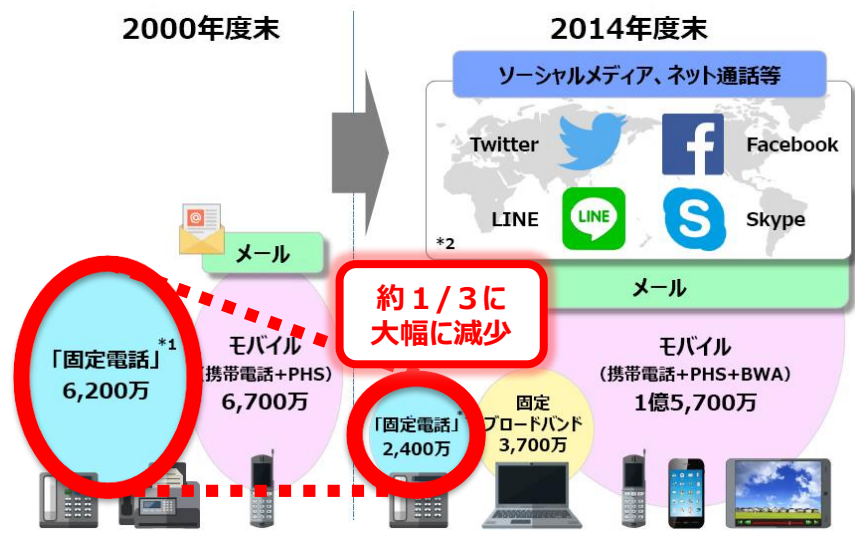 2000年度末
2014年度末
ソーシャルメディア、ネット通話等
Twitter
Facebook
LINE
LINE
Skype
*2
メール
メール
約１/３に
大幅に減少
「固定電話」*1
6,200万
モバイル
(携帯電話+PHS)
6,700万
「固定電話」*
2,400万
固定
ブロードバンド
3,700万
モバイル
(携帯電話+PHS+BWA)
1億5,700万